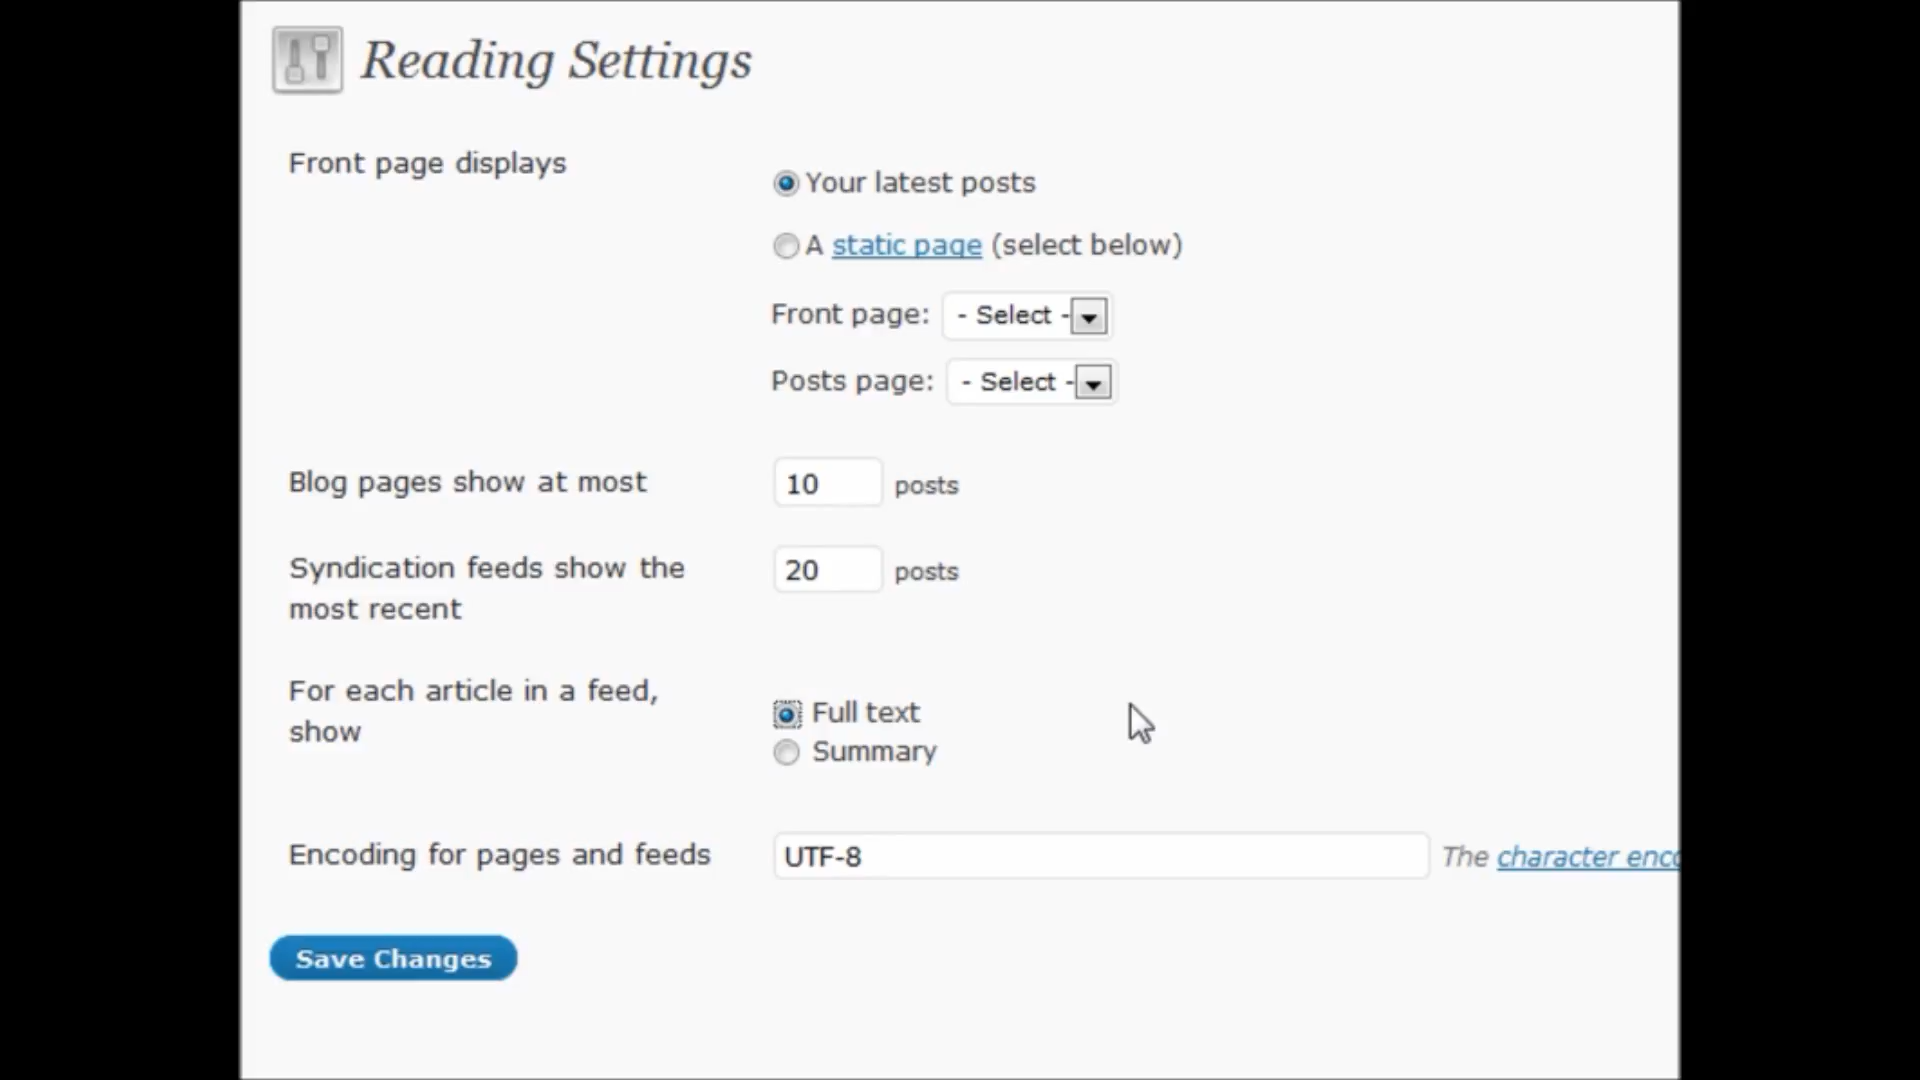 Reading Settings
Front page displays
Your latest posts
A static page (select below)
Front page: - Select -
Posts page: - Select -
Blog pages show at most 10 posts
Syndication feeds show the 20 posts
most recent
For each article in a feed,
show
Full text
Summary
Encoding for pages and feeds UTF-8 The character enco
Save Changes